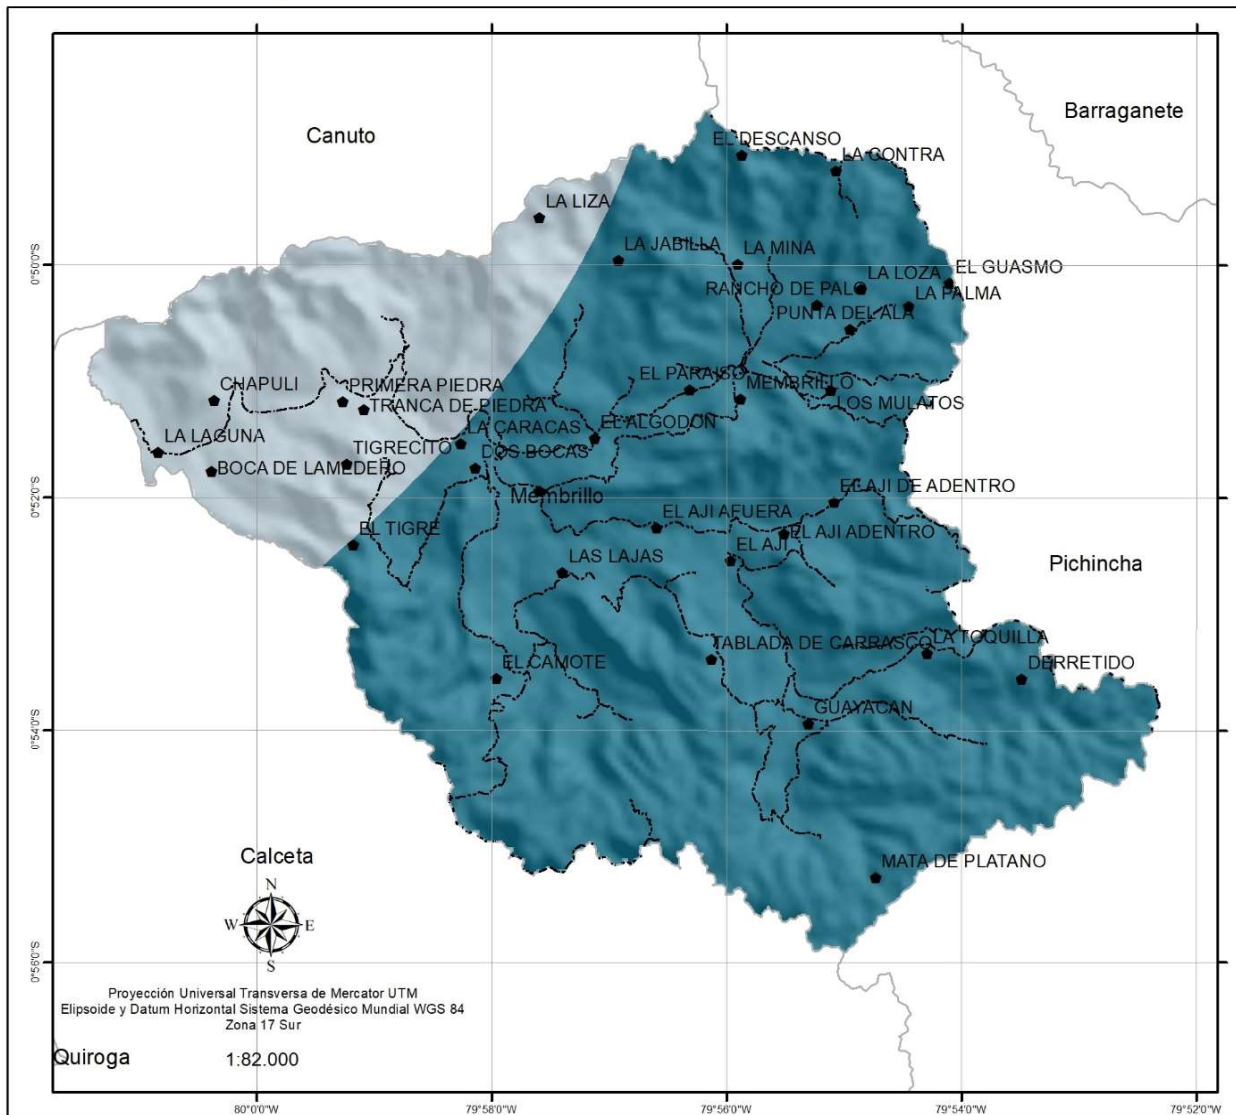 Barraganete
Canuto
EL DESCANSO
LA CONTRA
LA LIZA
LA JABILLA
LA MINA
0°50'0"S
LA LOZA
EL GUASMO
RANCHO DE PALO
LA PALMA
PUNTA DEL ALA
EL PARAISO
MEMBRILLO
CHAPULI
PRIMERA PIEDRA
TRANCA DE PIEDRA
LOS MULATOS
LA CARACAS
EL ALGODON
LA LAGUNA
TIGRECITO
DOS BOCAS
BOCA DE LAMEDERO
EL AJI DE ADENTRO
Membrillo
0°52'0"S
EL AJI AFUERA
EL TIGRE
EL AJI ADENTRO
EL AJI
LAS LAJAS
Pichincha
TABLADA DE CARRASCO
LA TOQUILLA
EL CAMOTE
DERRETIDO
GUAYACAN
0°54'0"S
Calceta
MATA DE PLATANO
N
W
E
S
0°56'0"S
Proyección Universal Transversa de Mercator UTM
Elipsoide y Datum Horizontal Sistema Geodésico Mundial WGS 84
Zona 17 Sur
Quiroga
1:82.000
80°0'0"W
79°58'0"W
79°56'0"W
79°54'0"W
79°52'0"W